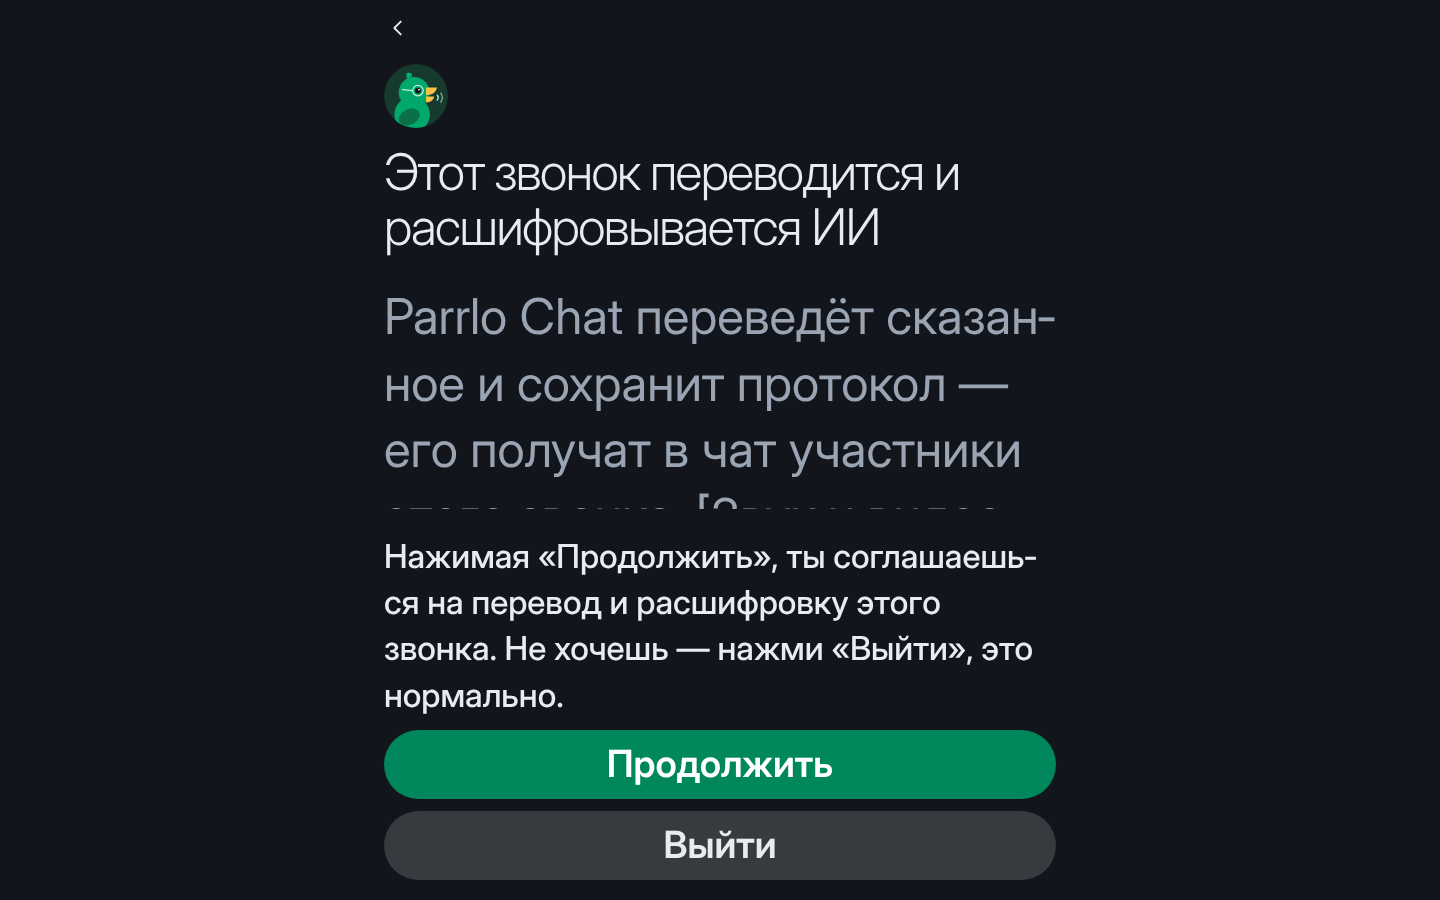 Этот звонок переводится и
расшифровывается ИИ
Parrlo Chat переведёт сказан-
ное и сохранит протокол —
его получат в чат участники
Нажимая «Продолжить», ты соглашаешь-
ся на перевод и расшифровку этого
звонка. Не хочешь — нажми «Выйти», это
нормально.
Продолжить
Выйти